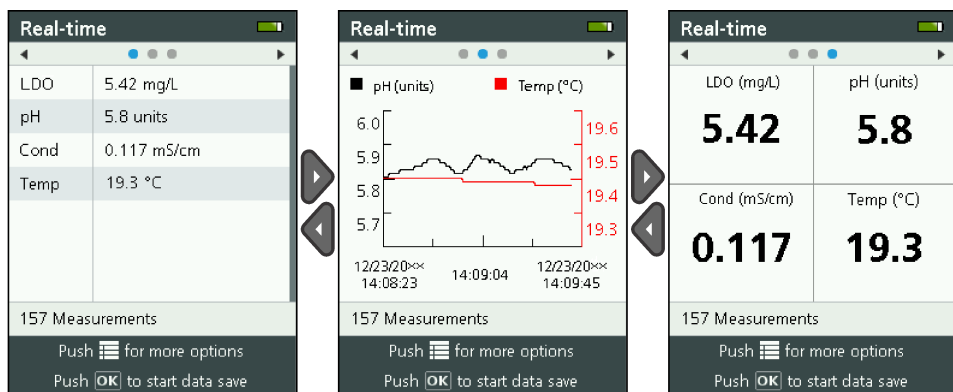 Real-time
LDO 5.42 mg/L
pH 5.8 units
Cond 0.117 mS/cm
Temp 19.3 °C
157 Measurements
Push for more options
Push OK to start data save
Real-time
pH (units) Temp (°C)
6.0 19.6
5.9 19.5
5.8 19.4
5.7 19.3
12/23/20×× 14:09:04 12/23/20××
14:08:23 14:09:45
157 Measurements
Push for more options
Push OK to start data save
Real-time
LDO (mg/L) pH (units)
5.42 5.8
Cond (mS/cm) Temp (°C)
0.117 19.3
157 Measurements
Push for more options
Push OK to start data save